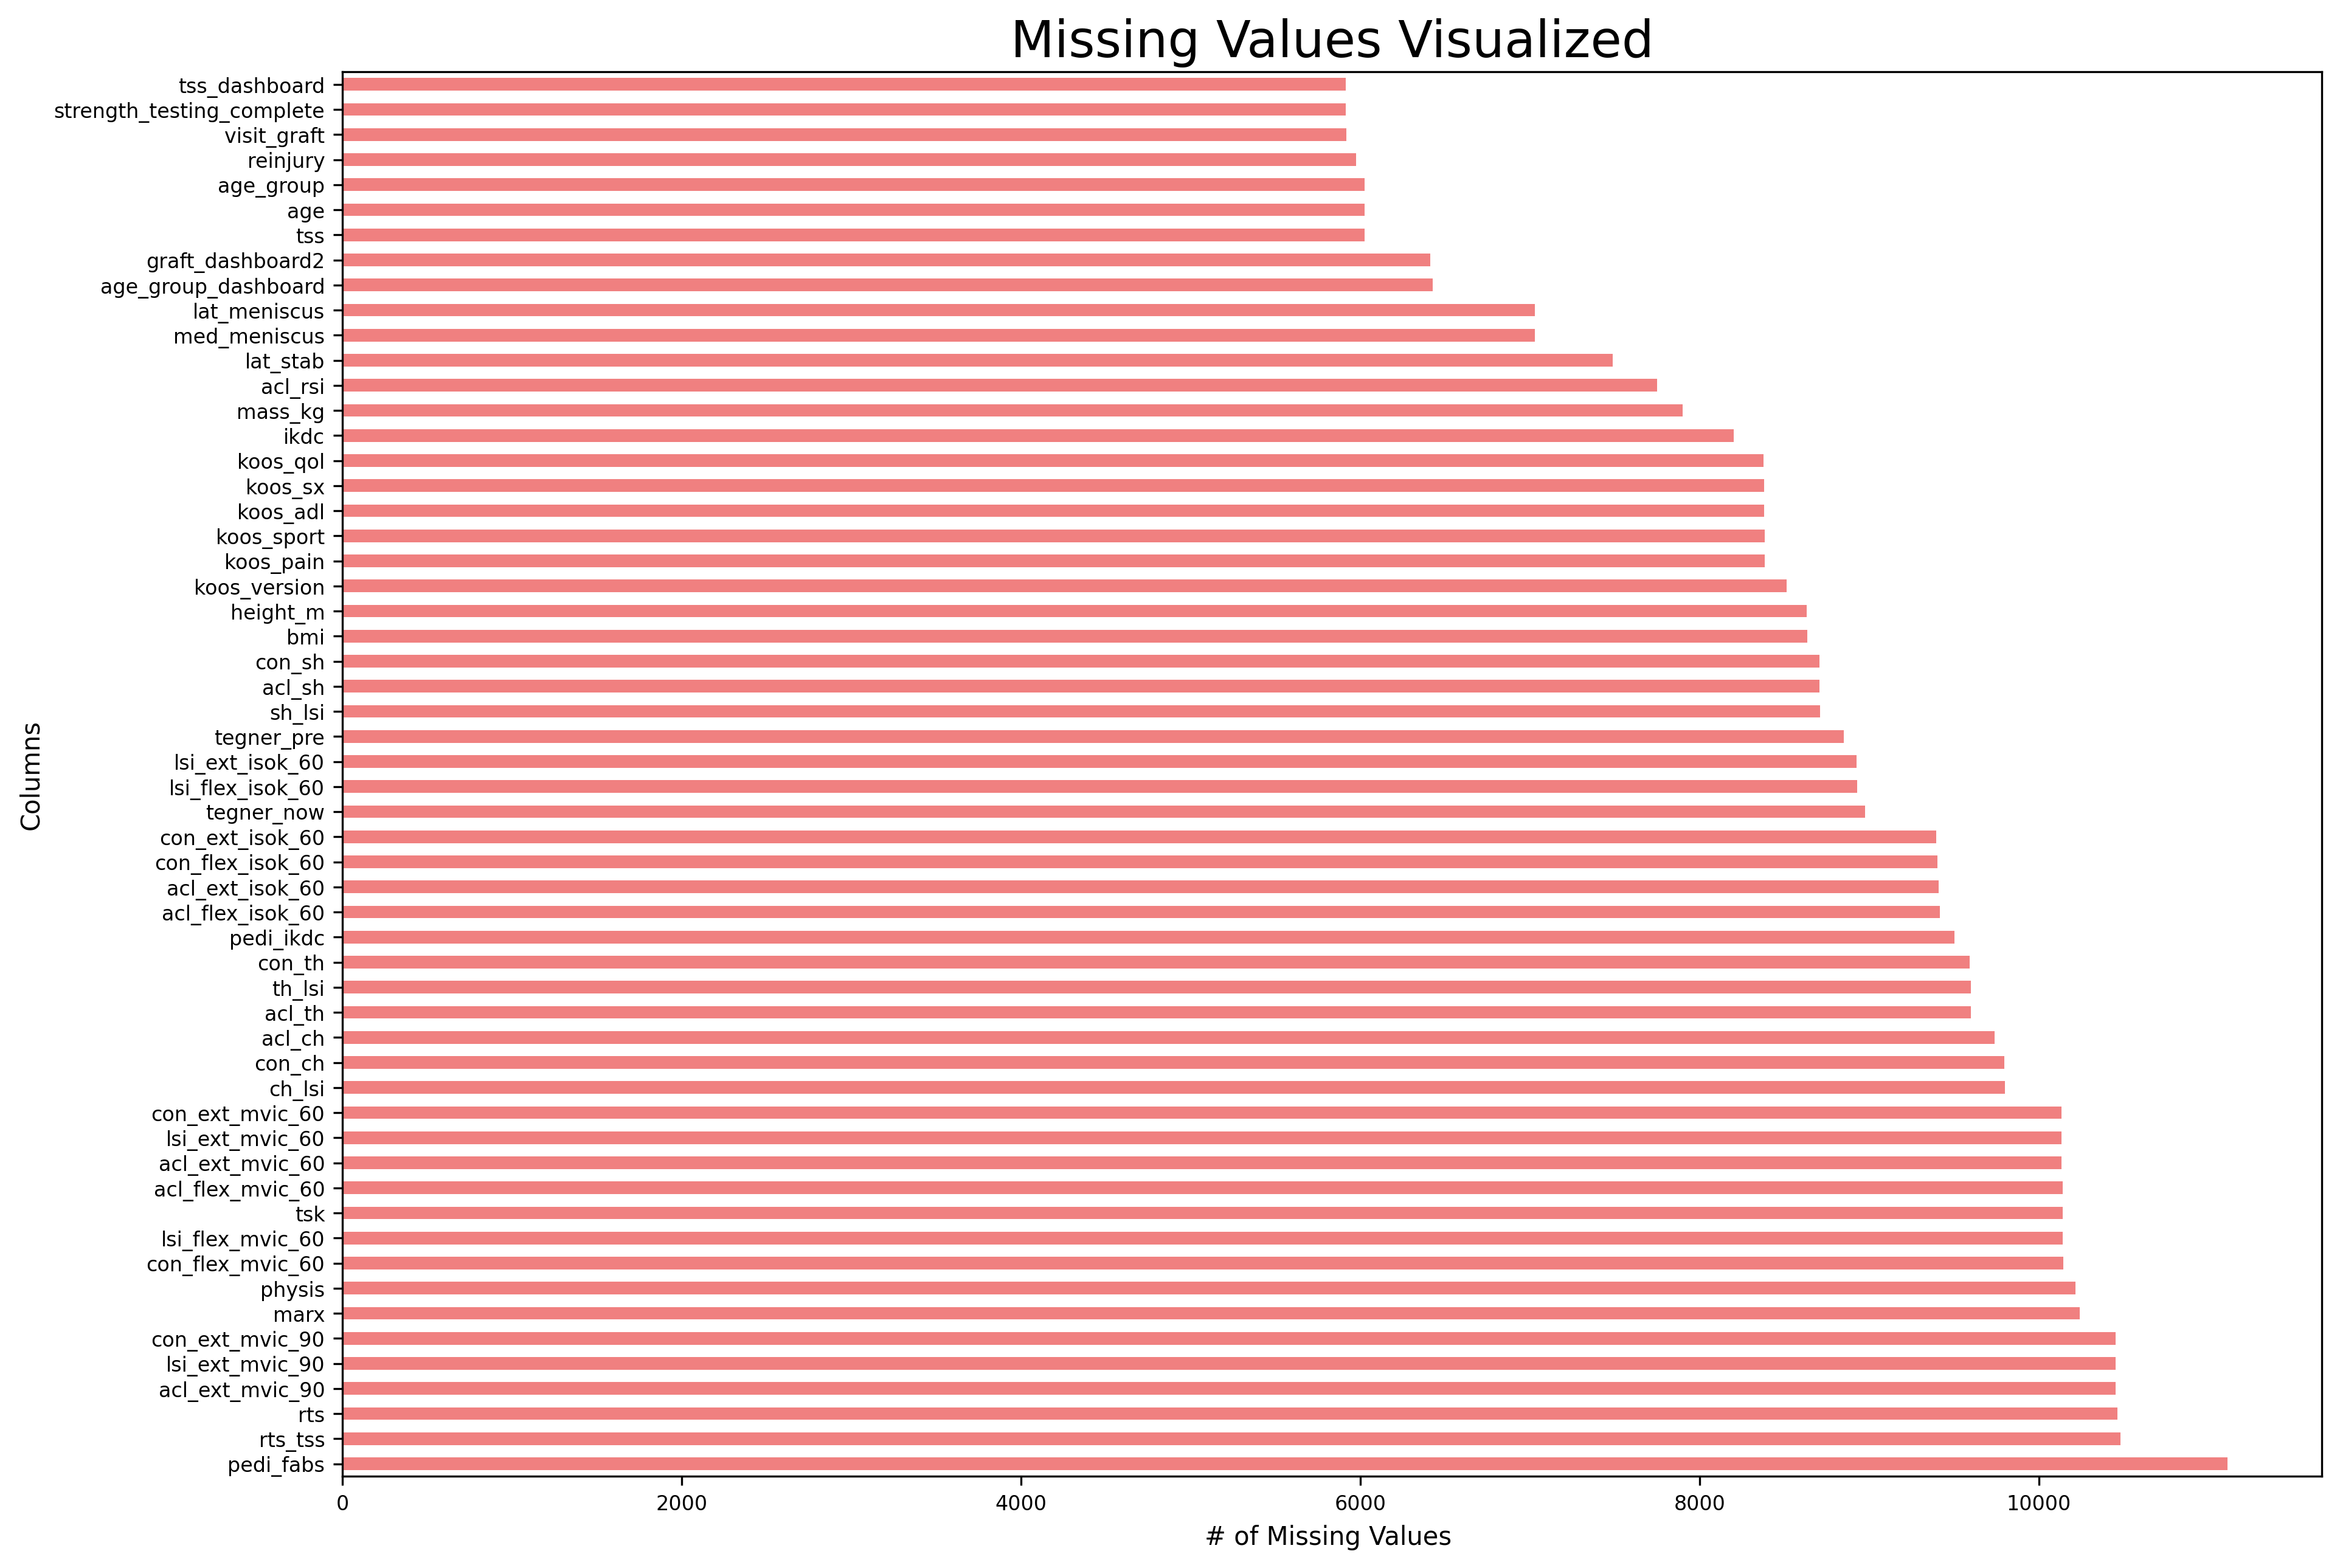 Missing Values Visualized
tss_dashboard
strength_testing_complete
visit_graft
reinjury
age_group
age
tss
graft_dashboard2
age_group_dashboard
lat_meniscus
med_meniscus
lat_stab
acl_rsi
mass_kg
ikdc
koos_qol
koos_sx
koos_adl
koos_sport
koos_pain
koos_version
height_m
bmi
con_sh
acl_sh
sh_lsi
tegner_pre
lsi_ext_isok_60
lsi_flex_isok_60
tegner_now
con_ext_isok_60
con_flex_isok_60
acl_ext_isok_60
acl_flex_isok_60
pedi_ikdc
con_th
th_lsi
acl_th
acl_ch
con_ch
ch_lsi
con_ext_mvic_60
lsi_ext_mvic_60
acl_ext_mvic_60
acl_flex_mvic_60
tsk
lsi_flex_mvic_60
con_flex_mvic_60
physis
marx
con_ext_mvic_90
lsi_ext_mvic_90
acl_ext_mvic_90
rts
rts_tss
pedi_fabs
Columns
0 2000 4000 6000 8000 10000
# of Missing Values